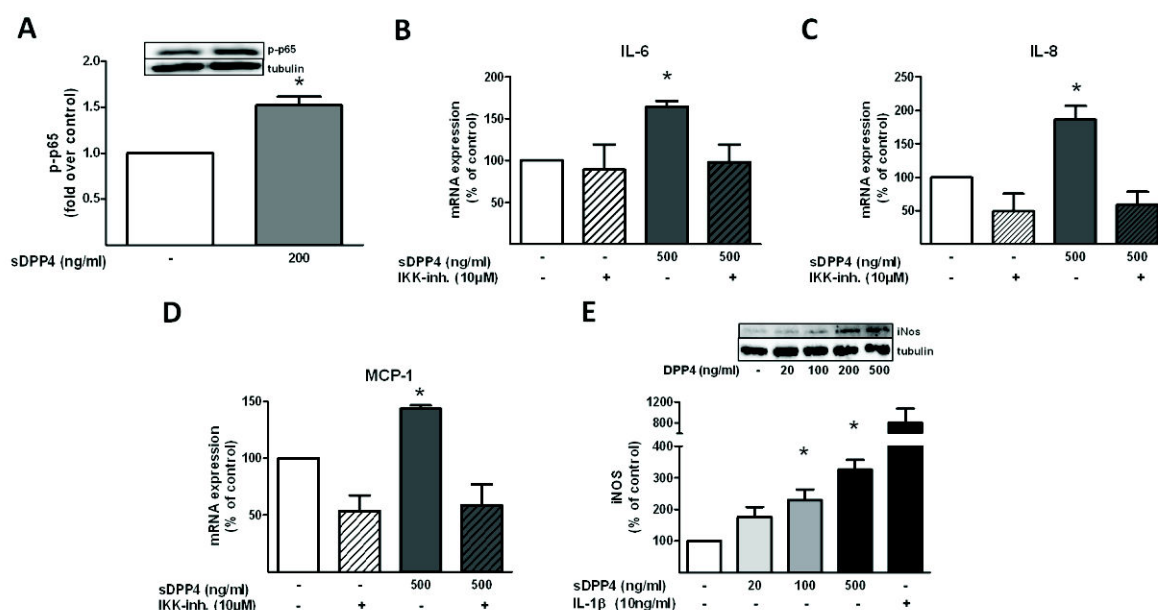 A
p-p65
tubulin
p-p65
(fold over control)
2.0
1.5
1.0
0.5
*
sDPP4 (ng/ml)
-
200
B
IL-6
mRNA expression
(% of control)
200
150
100
50
*
sDPP4 (ng/ml)
- - 500 500
IKK-inh. (10µM)
- + - +
C
IL-8
mRNA expression
(% of control)
250
200
150
100
50
*
sDPP4 (ng/ml)
- - 500 500
IKK-inh. (10µM)
- + - +
D
MCP-1
mRNA expression
(% of control)
150
100
50
*
sDPP4 (ng/ml)
- - 500 500
IKK-inh. (10µM)
- + - +
E
iNos
tubulin
DPP4 (ng/ml) - 20 100 200 500
iNOS
(% of control)
1200
800
400
300
200
100
*
*
sDPP4 (ng/ml)
- 20 100 500 -
IL-1β (10ng/ml)
- - - - +